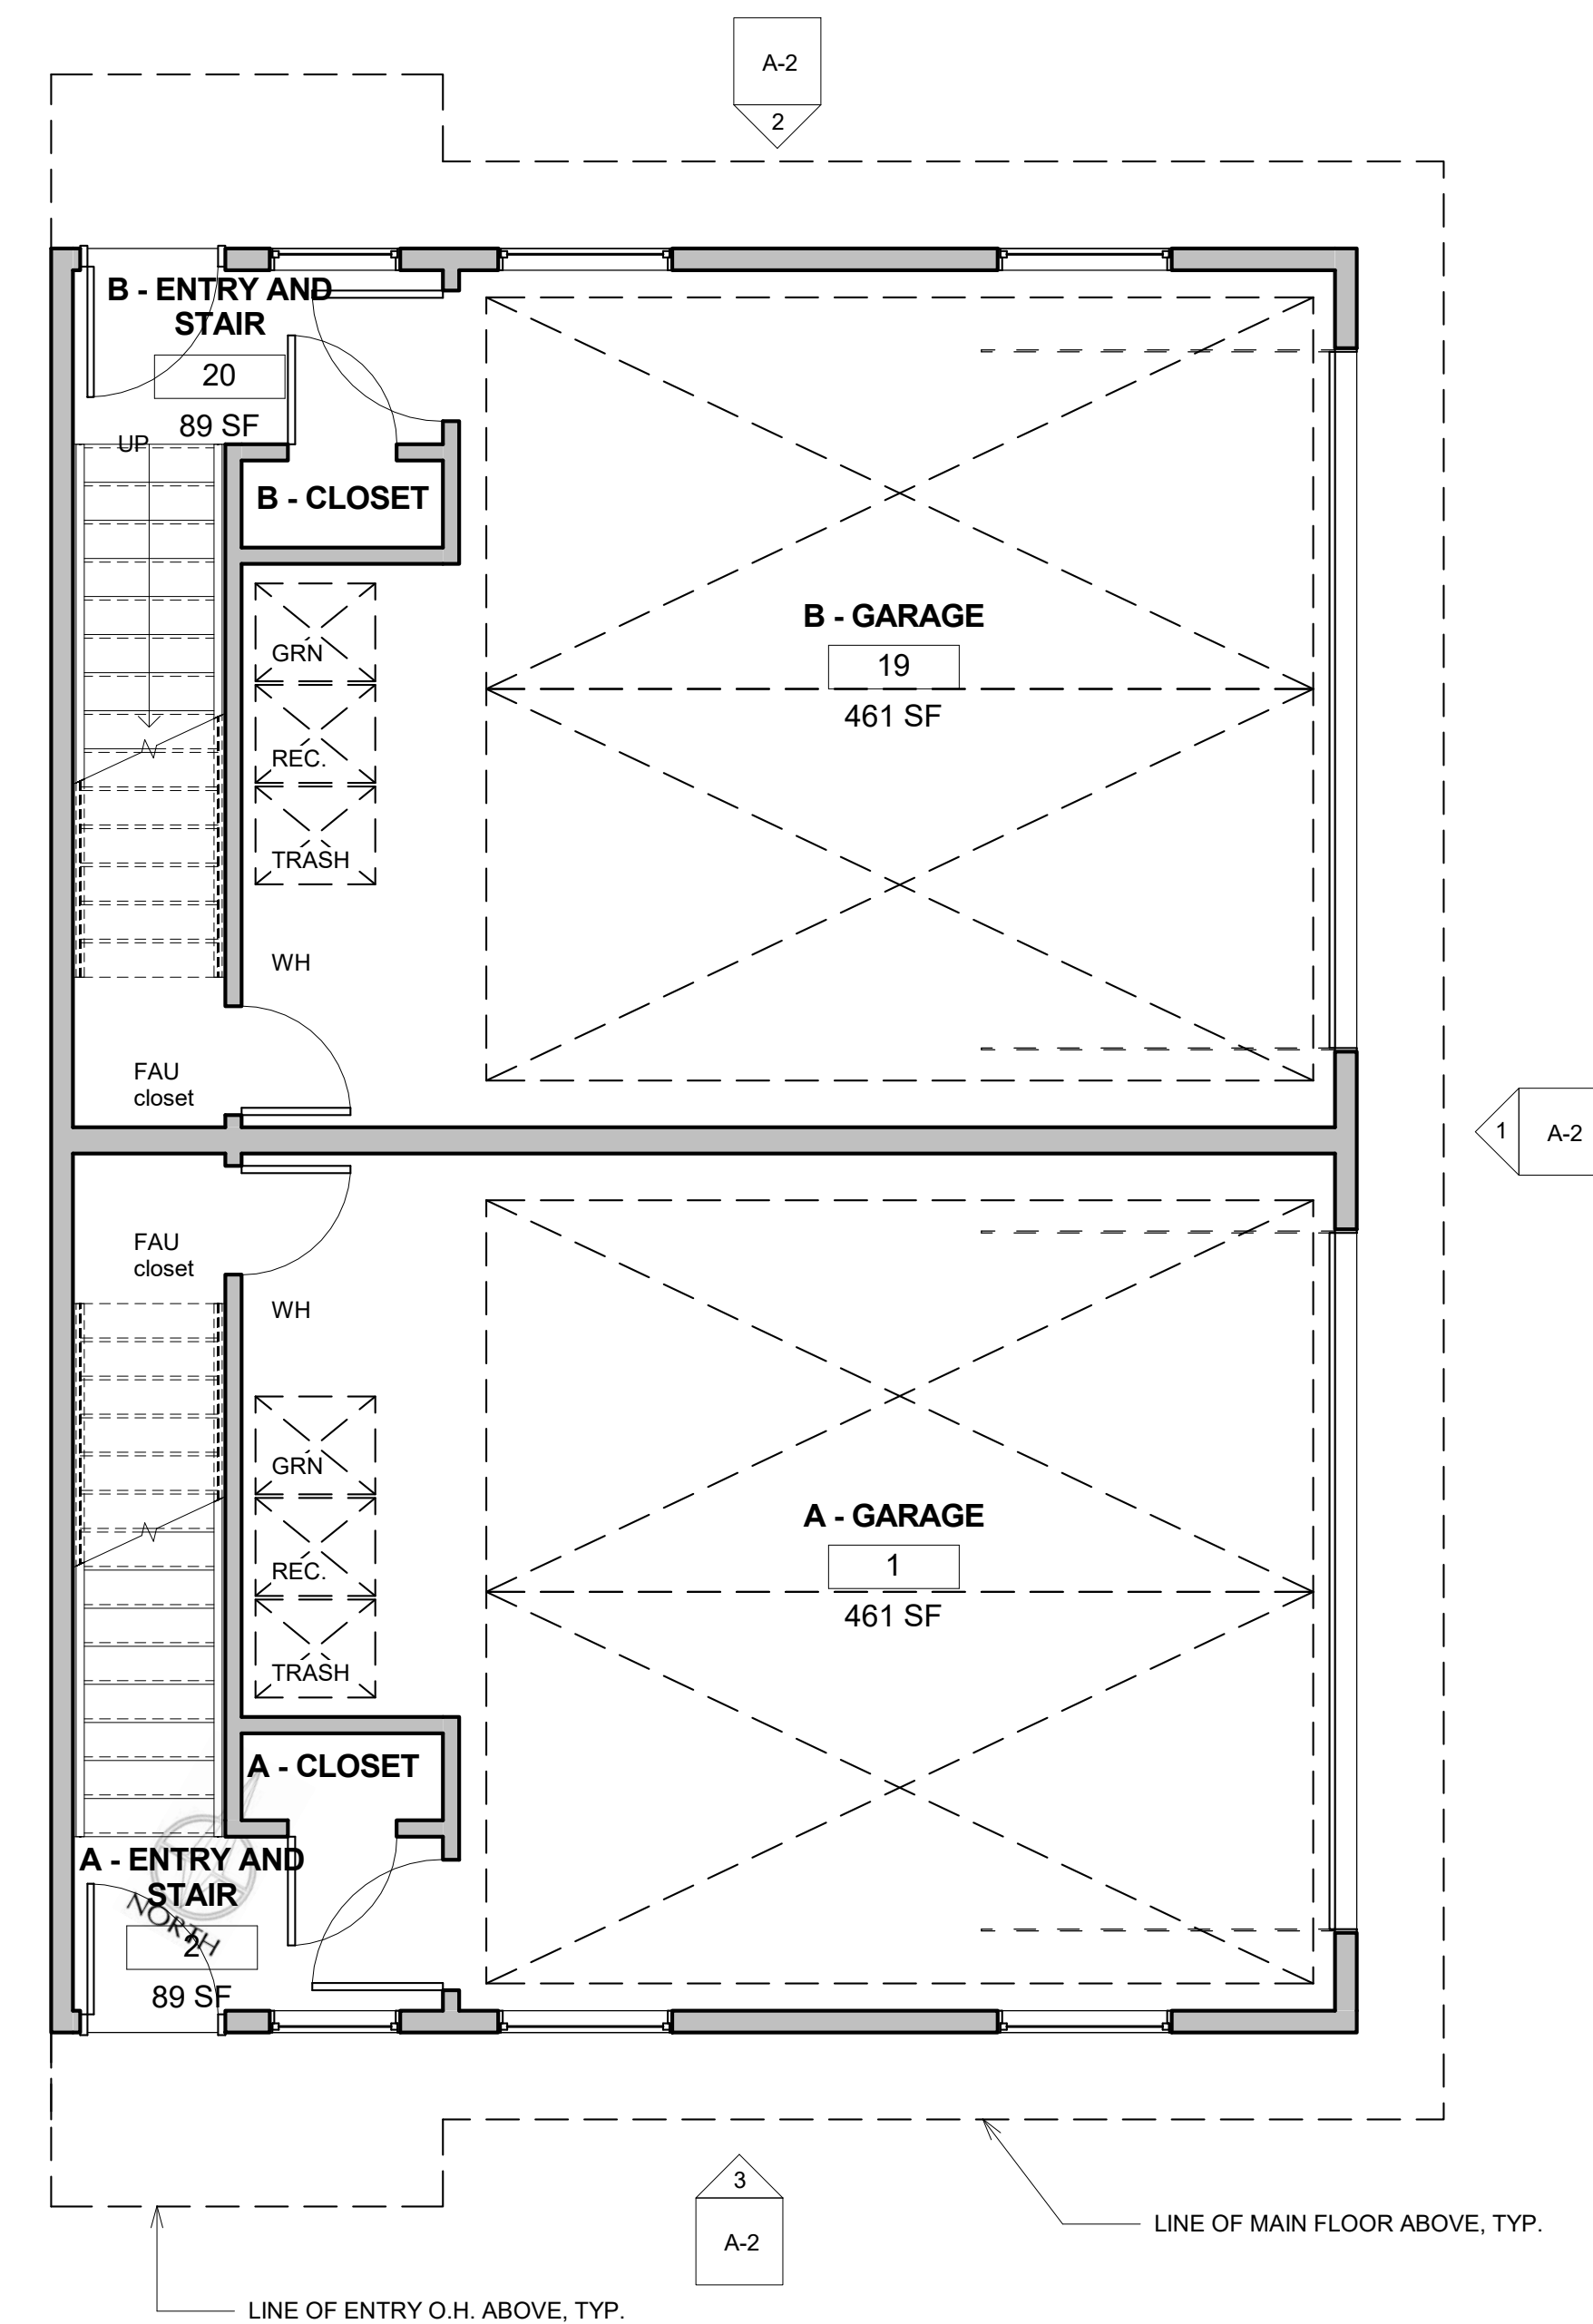 A-2
2
B - ENTRY AND
STAIR
20
89 SF
UP
B - CLOSET
GRN
REC.
TRASH
B - GARAGE
19
461 SF
WH
FAU
closet
1
A-2
FAU
closet
WH
GRN
REC.
TRASH
A - GARAGE
1
461 SF
A - CLOSET
A - ENTRY AND
STAIR
NORTH
2
89 SF
3
A-2
LINE OF MAIN FLOOR ABOVE, TYP.
LINE OF ENTRY O.H. ABOVE, TYP.